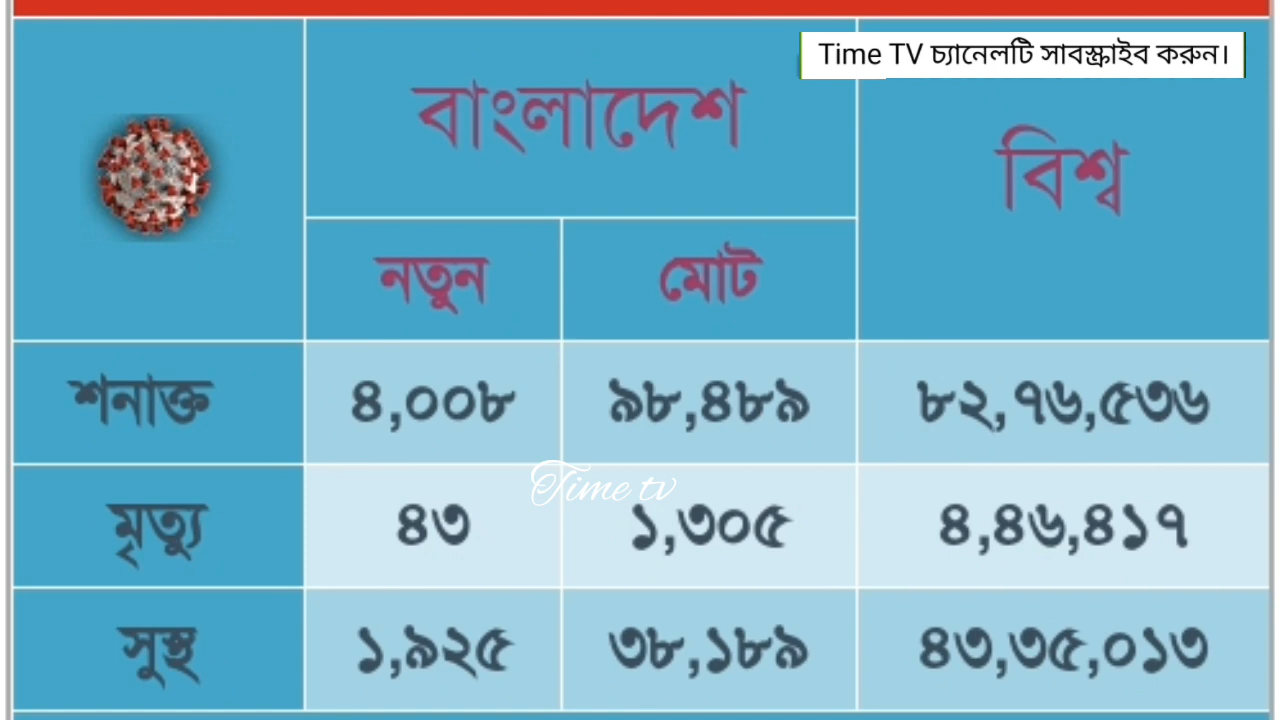 Time TV চ্যানেলটি সাবস্ক্রাইব করুন।
বাংলাদেশ
বিশ্ব
নতুন মোট
শনাক্ত ৪,০০৮ ৯৮,৪৮৯ ৮২,৭৬,৫৩৬
Time tv
মৃত্যু ৪৩ ১,৩০৫ ৪,৪৬,৪১৭
সুস্থ ১,৯২৫ ৩৮,১৮৯ ৪৩,৩৫,০১৩